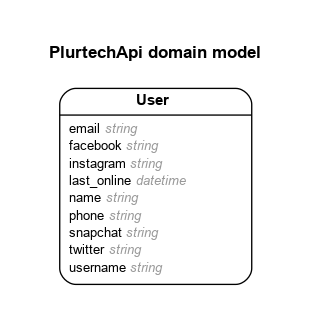 PlurtechApi domain model
User
email string
facebook string
instagram string
last_online datetime
name string
phone string
snapchat string
twitter string
username string